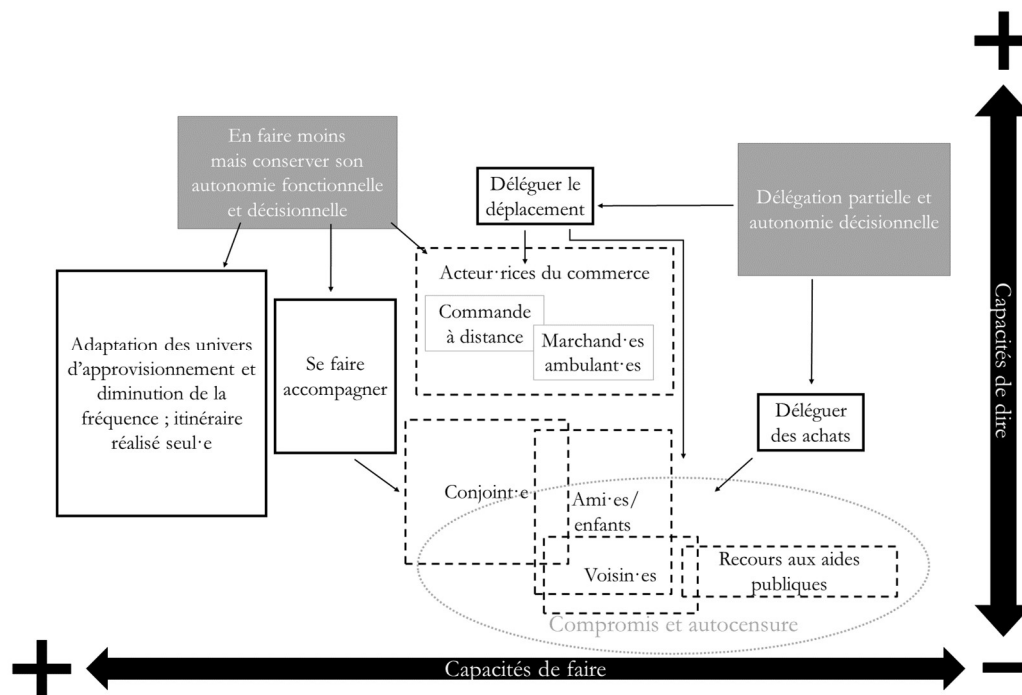 +
En faire moins
mais conserver son
autonomie fonctionnelle
et décisionnelle
Déléguer le
déplacement
Délégation partielle et
autonomie décisionnelle
Acteur·rices du commerce
Commande
à distance
Marchand·es
ambulant·es
Adaptation des univers
d'approvisionnement et
diminution de la
fréquence ; itinéraire
réalisé seul·e
Se faire
accompagner
Déléguer
des achats
Conjoint·e
Ami·es/
enfants
Voisin·es
Recours aux aides
publiques
Compromis et autocensure
Capacités de dire
+
Capacités de faire
−